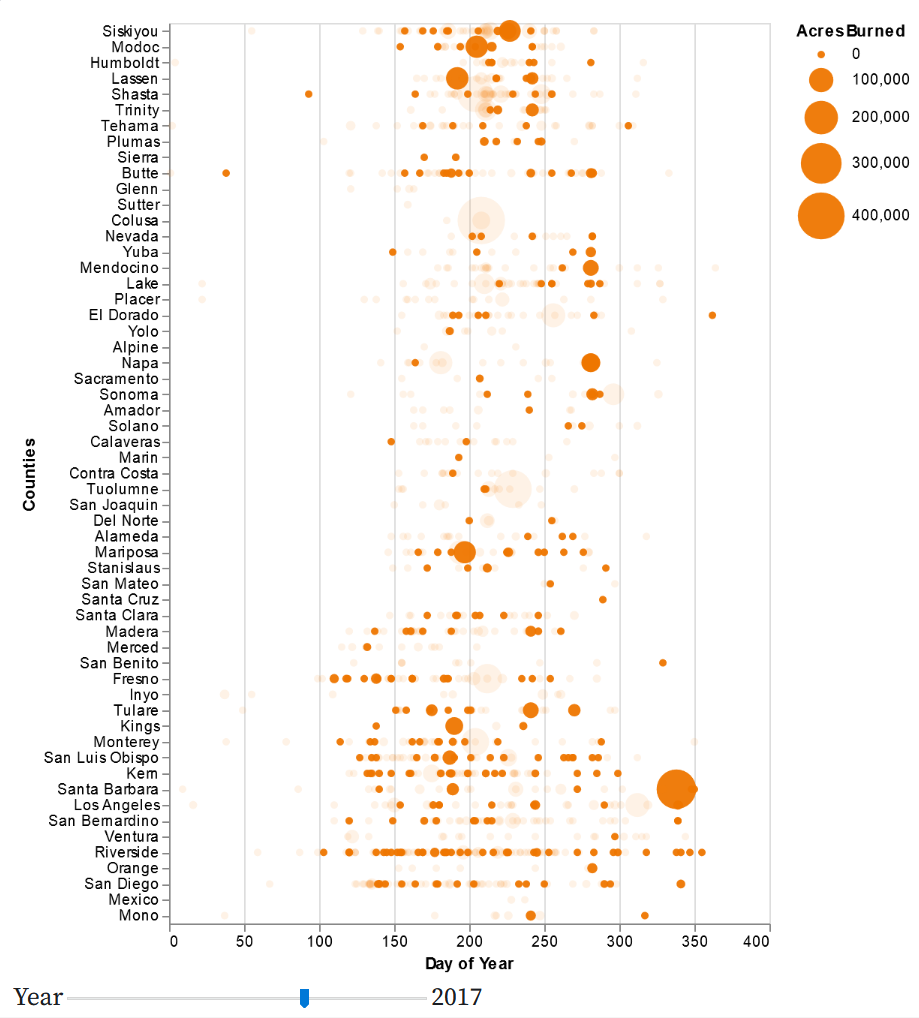 Acres Burned
0
100,000
200,000
300,000
400,000
Counties
Siskiyou
Modoc
Humboldt
Lassen
Shasta
Trinity
Tehama
Plumas
Sierra
Butte
Glenn
Sutter
Colusa
Nevada
Yuba
Mendocino
Lake
Placer
El Dorado
Yolo
Alpine
Napa
Sacramento
Sonoma
Amador
Solano
Calaveras
Marin
Contra Costa
Tuolumne
San Joaquin
Del Norte
Alameda
Mariposa
Stanislaus
San Mateo
Santa Cruz
Santa Clara
Madera
Merced
San Benito
Fresno
Inyo
Tulare
Kings
Monterey
San Luis Obispo
Kern
Santa Barbara
Los Angeles
San Bernardino
Ventura
Riverside
Orange
San Diego
Mexico
Mono
0 50 100 150 200 250 300 350 400
Day of Year
Year 2017